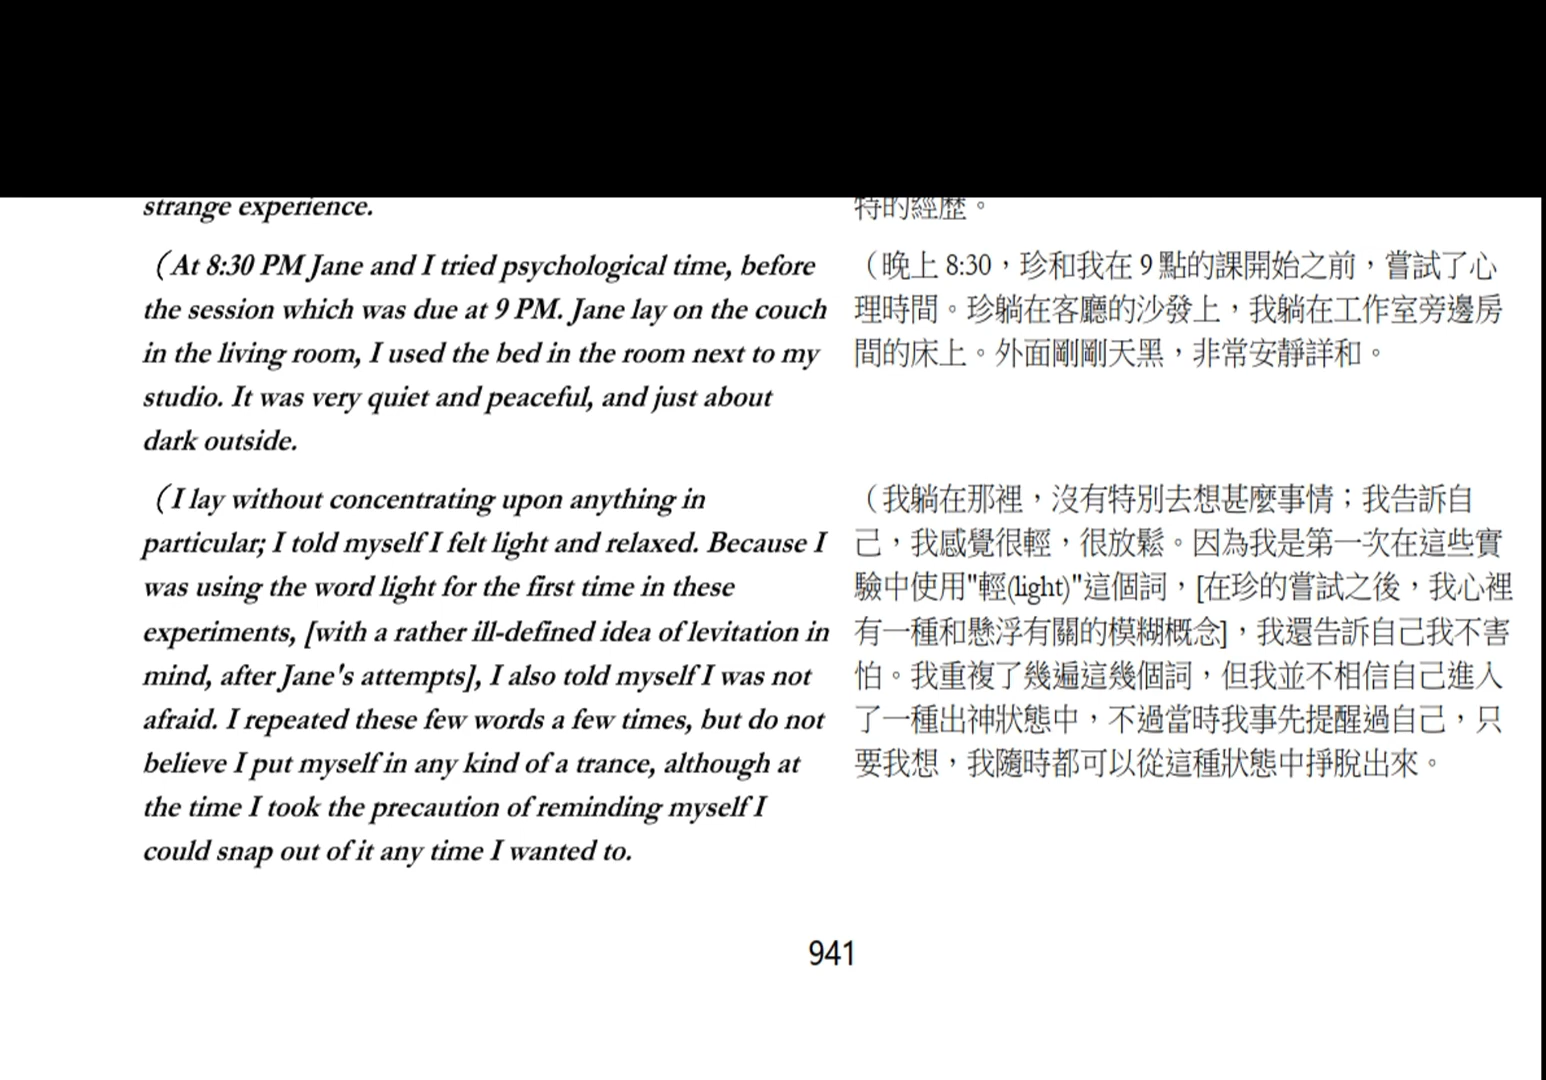 strange experience.
(At 8:30 PM Jane and I tried psychological time, before
the session which was due at 9 PM. Jane lay on the couch
in the living room, I used the bed in the room next to my
studio. It was very quiet and peaceful, and just about
dark outside.
(I lay without concentrating upon anything in
particular; I told myself I felt light and relaxed. Because I
was using the word light for the first time in these
experiments, [with a rather ill-defined idea of levitation in
mind, after Jane's attempts], I also told myself I was not
afraid. I repeated these few words a few times, but do not
believe I put myself in any kind of a trance, although at
the time I took the precaution of reminding myself I
could snap out of it any time I wanted to.
特的經歷。
（晚上 8:30，珍和我在 9 點的課開始之前，嘗試了心
理時間。珍躺在客廳的沙發上，我躺在工作室旁邊房
間的床上。外面剛剛天黑，非常安靜詳和。
（我躺在那裡，沒有特別去想甚麼事情；我告訴自
己，我感覺很輕，很放鬆。因為我是第一次在這些實
驗中使用"輕(light)"這個詞，[在珍的嘗試之後，我心裡
有一種和懸浮有關的模糊概念]，我還告訴自己我不害
怕。我重複了幾遍這幾個詞，但我並不相信自己進入
了一種出神狀態中，不過當時我事先提醒過自己，只
要我想，我隨時都可以從這種狀態中掙脫出來。
941